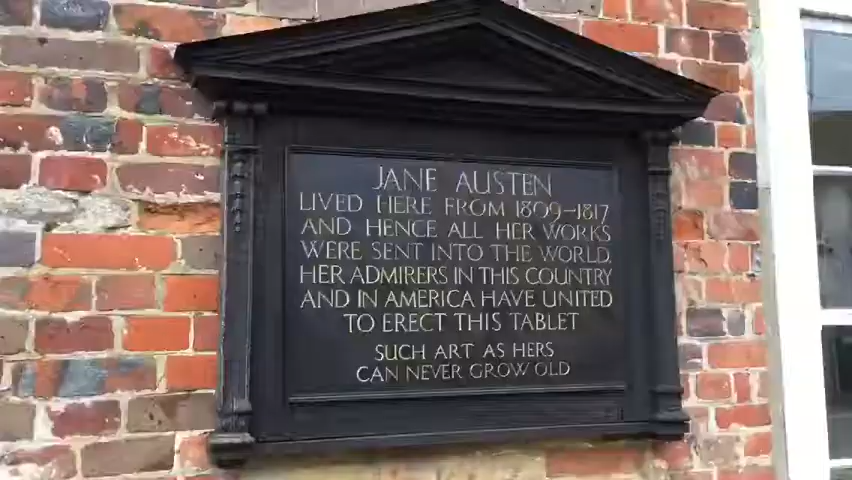 JANE AUSTEN
LIVED HERE FROM 1809–1817
AND HENCE ALL HER WORKS
WERE SENT INTO THE WORLD.
HER ADMIRERS IN THIS COUNTRY
AND IN AMERICA HAVE UNITED
TO ERECT THIS TABLET
SUCH ART AS HERS
CAN NEVER GROW OLD